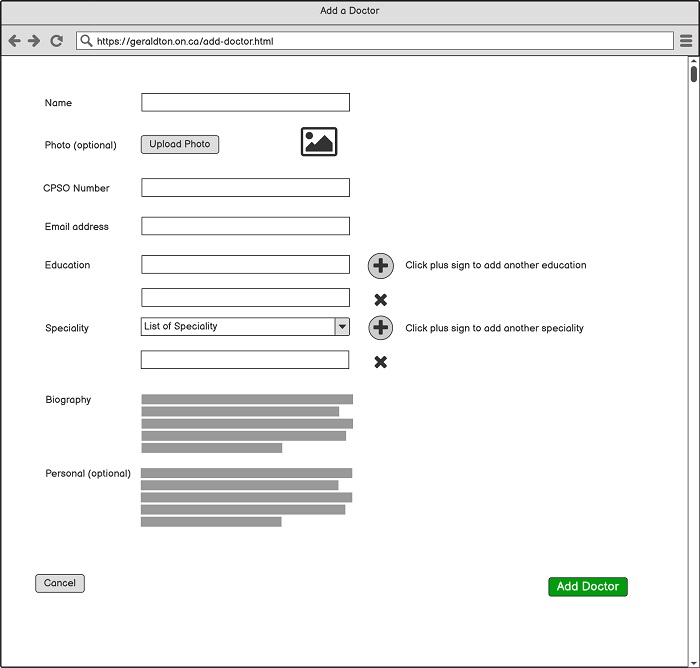 Add a Doctor
https://geraldton.on.ca/add-doctor.html
Name
Photo (optional) Upload Photo
CPSO Number
Email address
Education Click plus sign to add another education
Speciality List of Speciality Click plus sign to add another speciality
Biography
Personal (optional)
Cancel Add Doctor